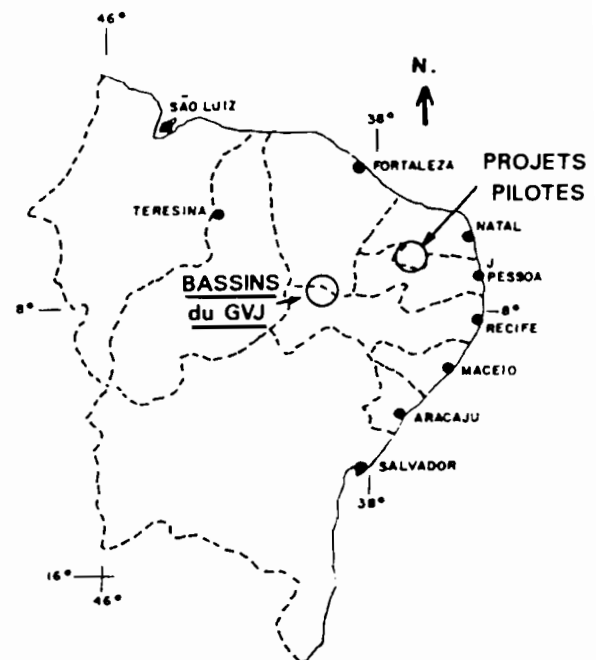 46°
N.
SÃO LUIZ
38°
FORTALEZA
PROJETS
PILOTES
TERESINA
NATAL
J
PESSOA
BASSINS
du GVJ
8°
8°
RECIFE
MACEIO
ARACAJU
SALVADOR
38°
16°
46°